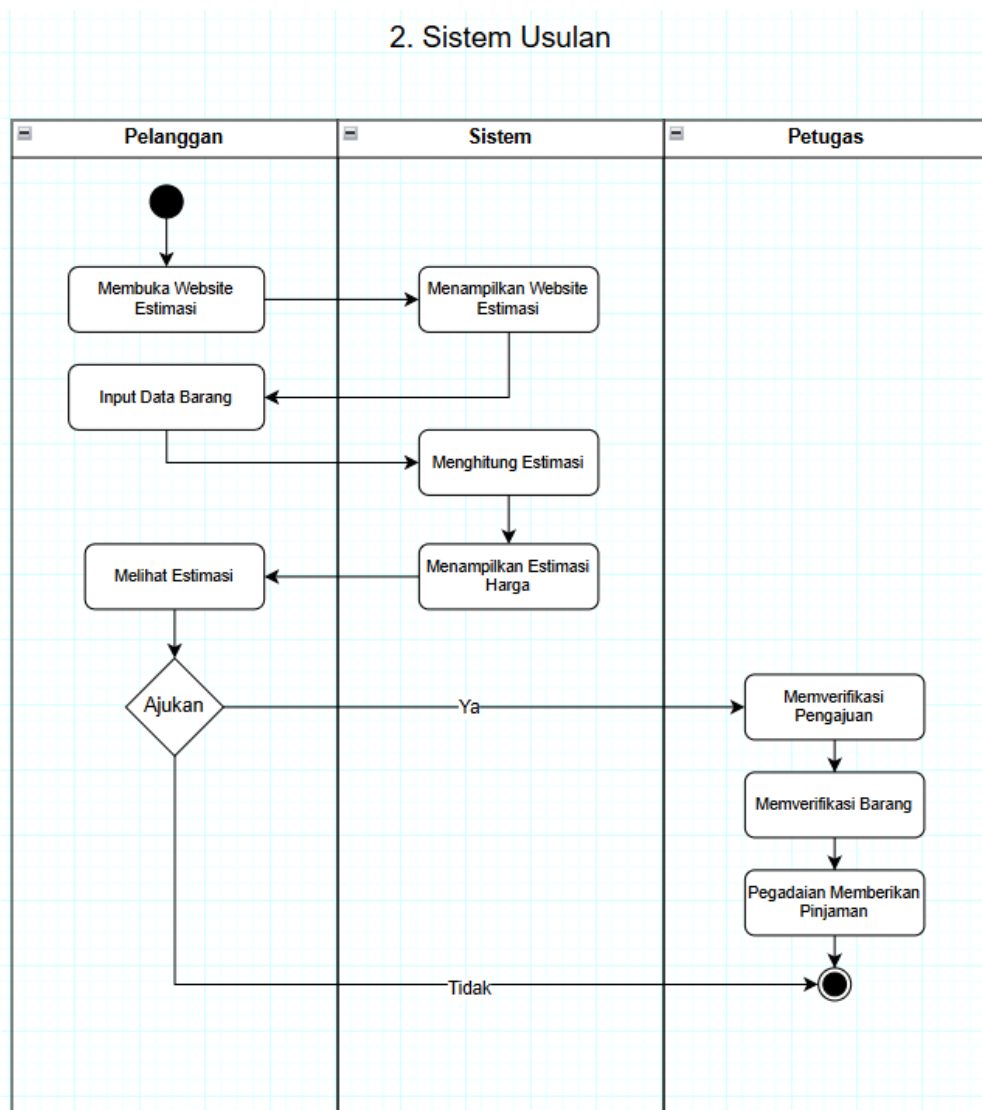 2. Sistem Usulan
Pelanggan
Sistem
Petugas
Membuka Website
Estimasi
Menampilkan Website
Estimasi
Input Data Barang
Menghitung Estimasi
Menampilkan Estimasi
Harga
Melihat Estimasi
Ajukan
Ya
Memverifikasi
Pengajuan
Memverifikasi Barang
Pegadaian Memberikan
Pinjaman
Tidak